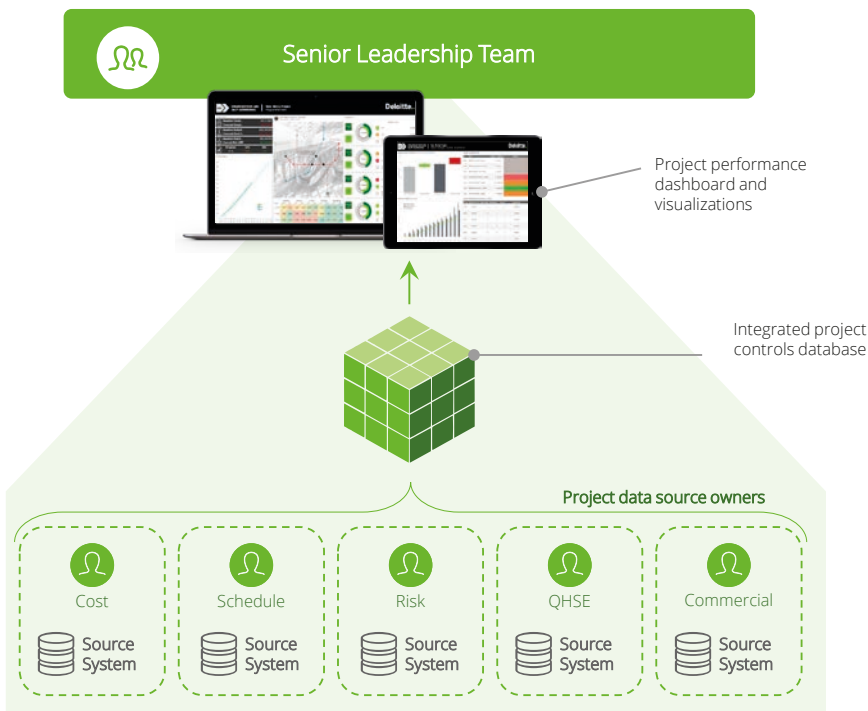 Senior Leadership Team
Deloitte.
Deloitte.
Project performance
dashboard and
visualizations
Integrated project
controls database
Project data source owners
Cost
Schedule
Risk
QHSE
Commercial
Source
System
Source
System
Source
System
Source
System
Source
System